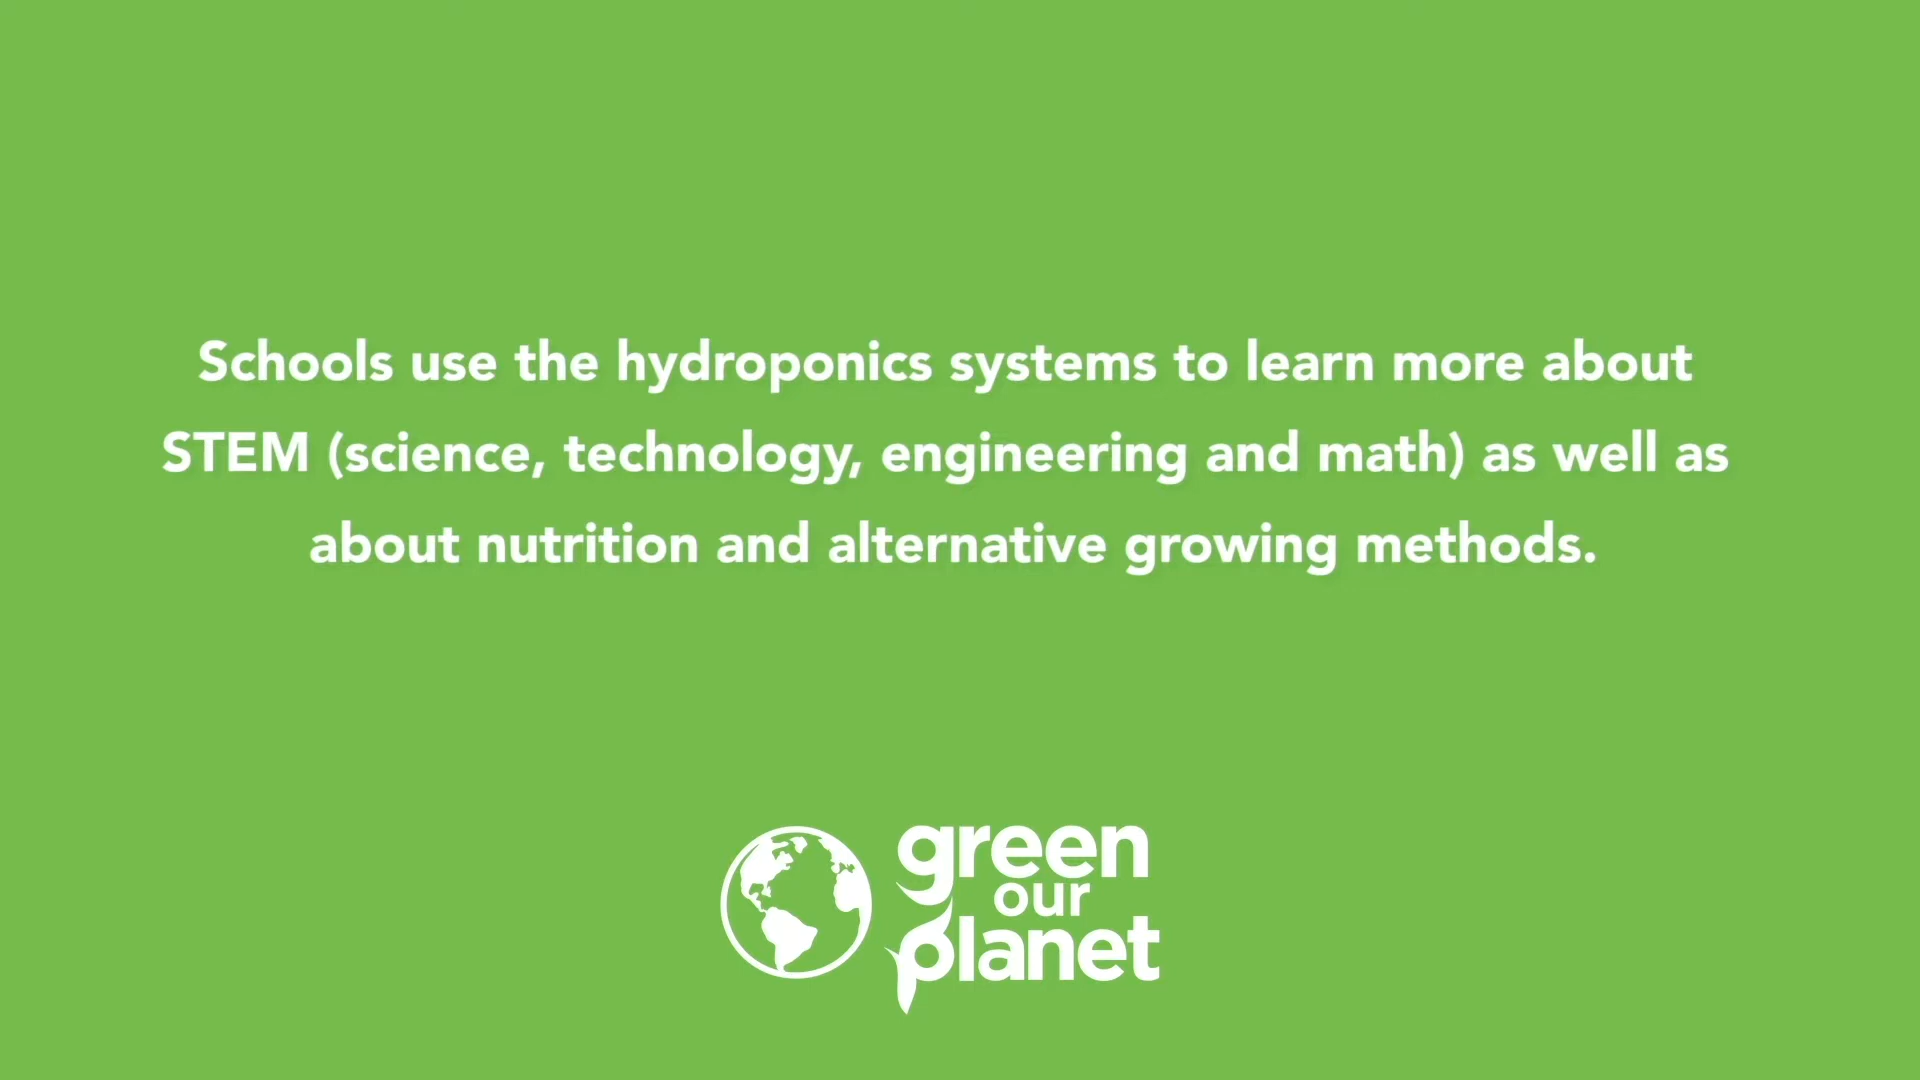 Schools use the hydroponics systems to learn more about
STEM (science, technology, engineering and math) as well as
about nutrition and alternative growing methods.
green
our
planet